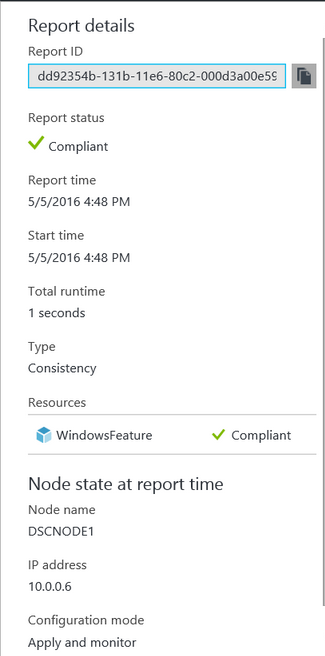 Report details
Report ID
dd92354b-131b-11e6-80c2-000d3a00e59
Report status
Compliant
Report time
5/5/2016 4:48 PM
Start time
5/5/2016 4:48 PM
Total runtime
1 seconds
Type
Consistency
Resources
WindowsFeature Compliant
Node state at report time
Node name
DSCNODE1
IP address
10.0.0.6
Configuration mode
Apply and monitor